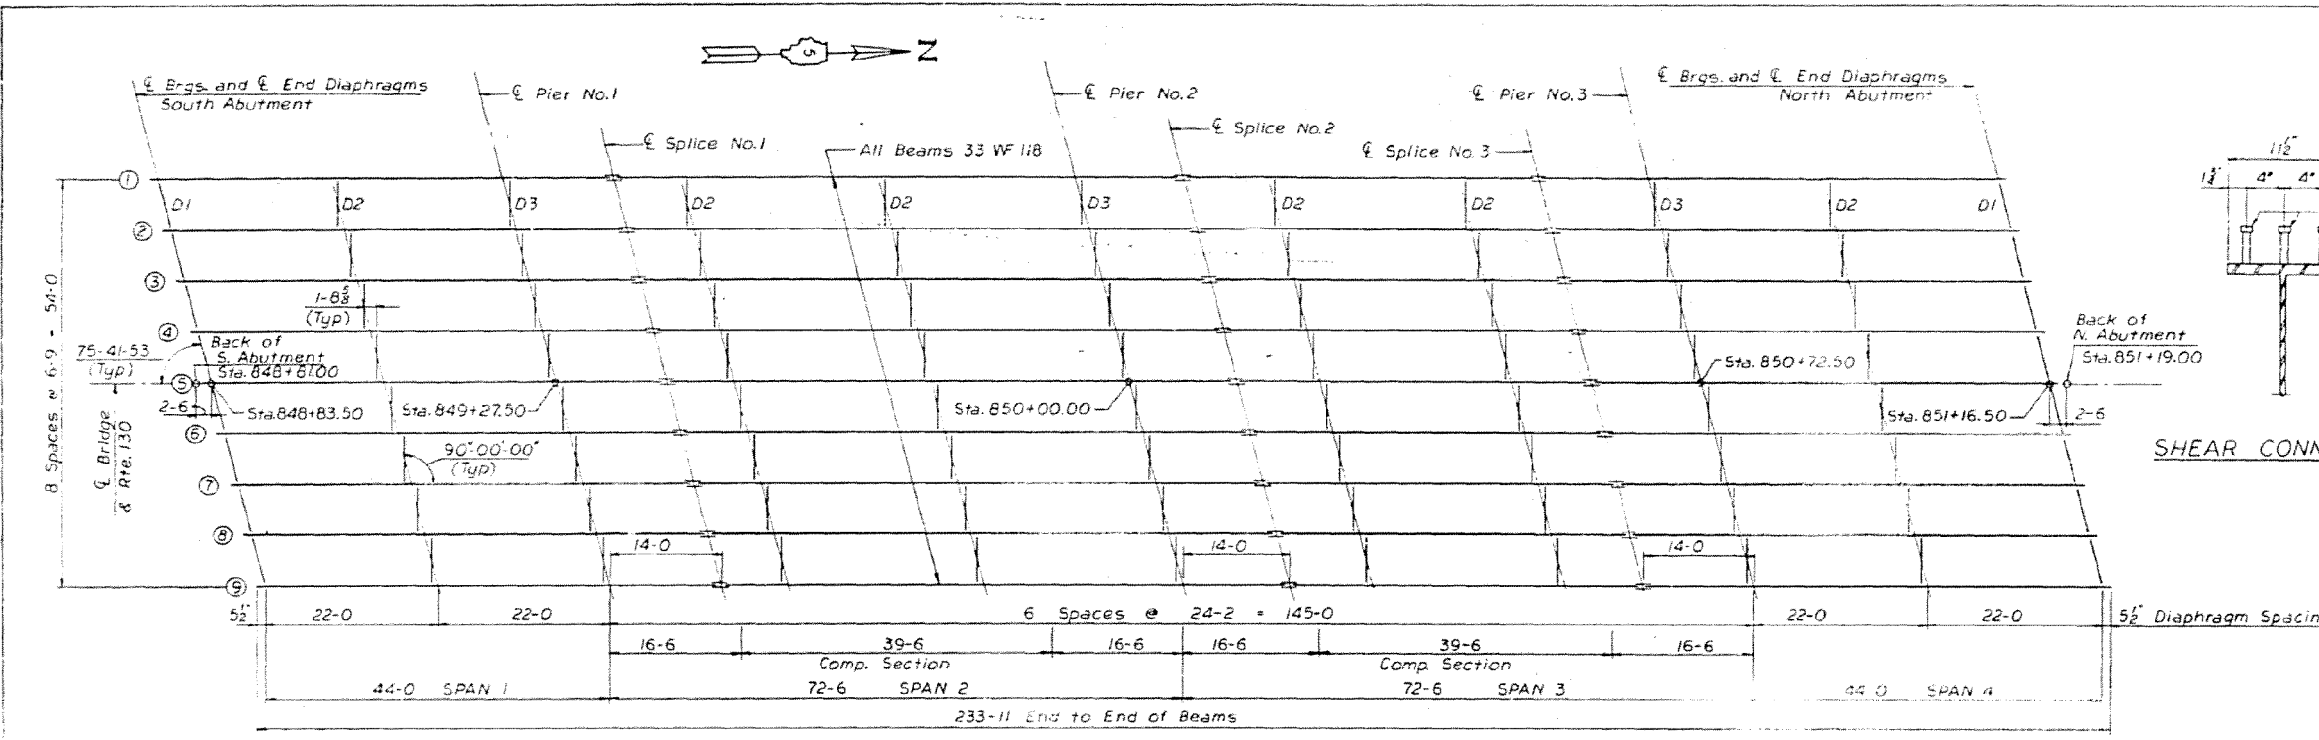 5
N
℄ Brgs. and ℄ End Diaphragms
South Abutment
℄ Pier No.1
℄ Pier No.2
℄ Pier No.3
℄ Brgs. and ℄ End Diaphragms
North Abutment
℄ Splice No.1
All Beams 33 WF 118
℄ Splice No.2
℄ Splice No.3
11½"
4" 4"
1
D1 D2 D3 D2 D2 D3 D2 D2 D3 D2 D1
2
3
1-8⅝
(Typ)
4
75-41-53
(Typ)
Back of
S. Abutment
Sta. 848+81.00
Back of
N. Abutment
Sta. 851+19.00
5
Sta. 850+72.50
2-6
Sta. 848+83.50
Sta. 849+27.50
Sta. 850+00.00
Sta. 851+16.50
2-6
6
8 Spaces @ 6-9 = 54-0
℄ Bridge
& Rte. 130
90°-00'-00"
(Typ)
SHEAR CONN
7
8
14-0 14-0 14-0
9
5½" 22-0 22-0 6 Spaces @ 24-2 = 145-0 22-0 22-0 5½" Diaphragm Spacin
16-6 39-6 16-6 16-6 39-6 16-6
Comp. Section Comp. Section
44-0 SPAN 1 72-6 SPAN 2 72-6 SPAN 3 44-0 SPAN 4
233-11 End to End of Beams